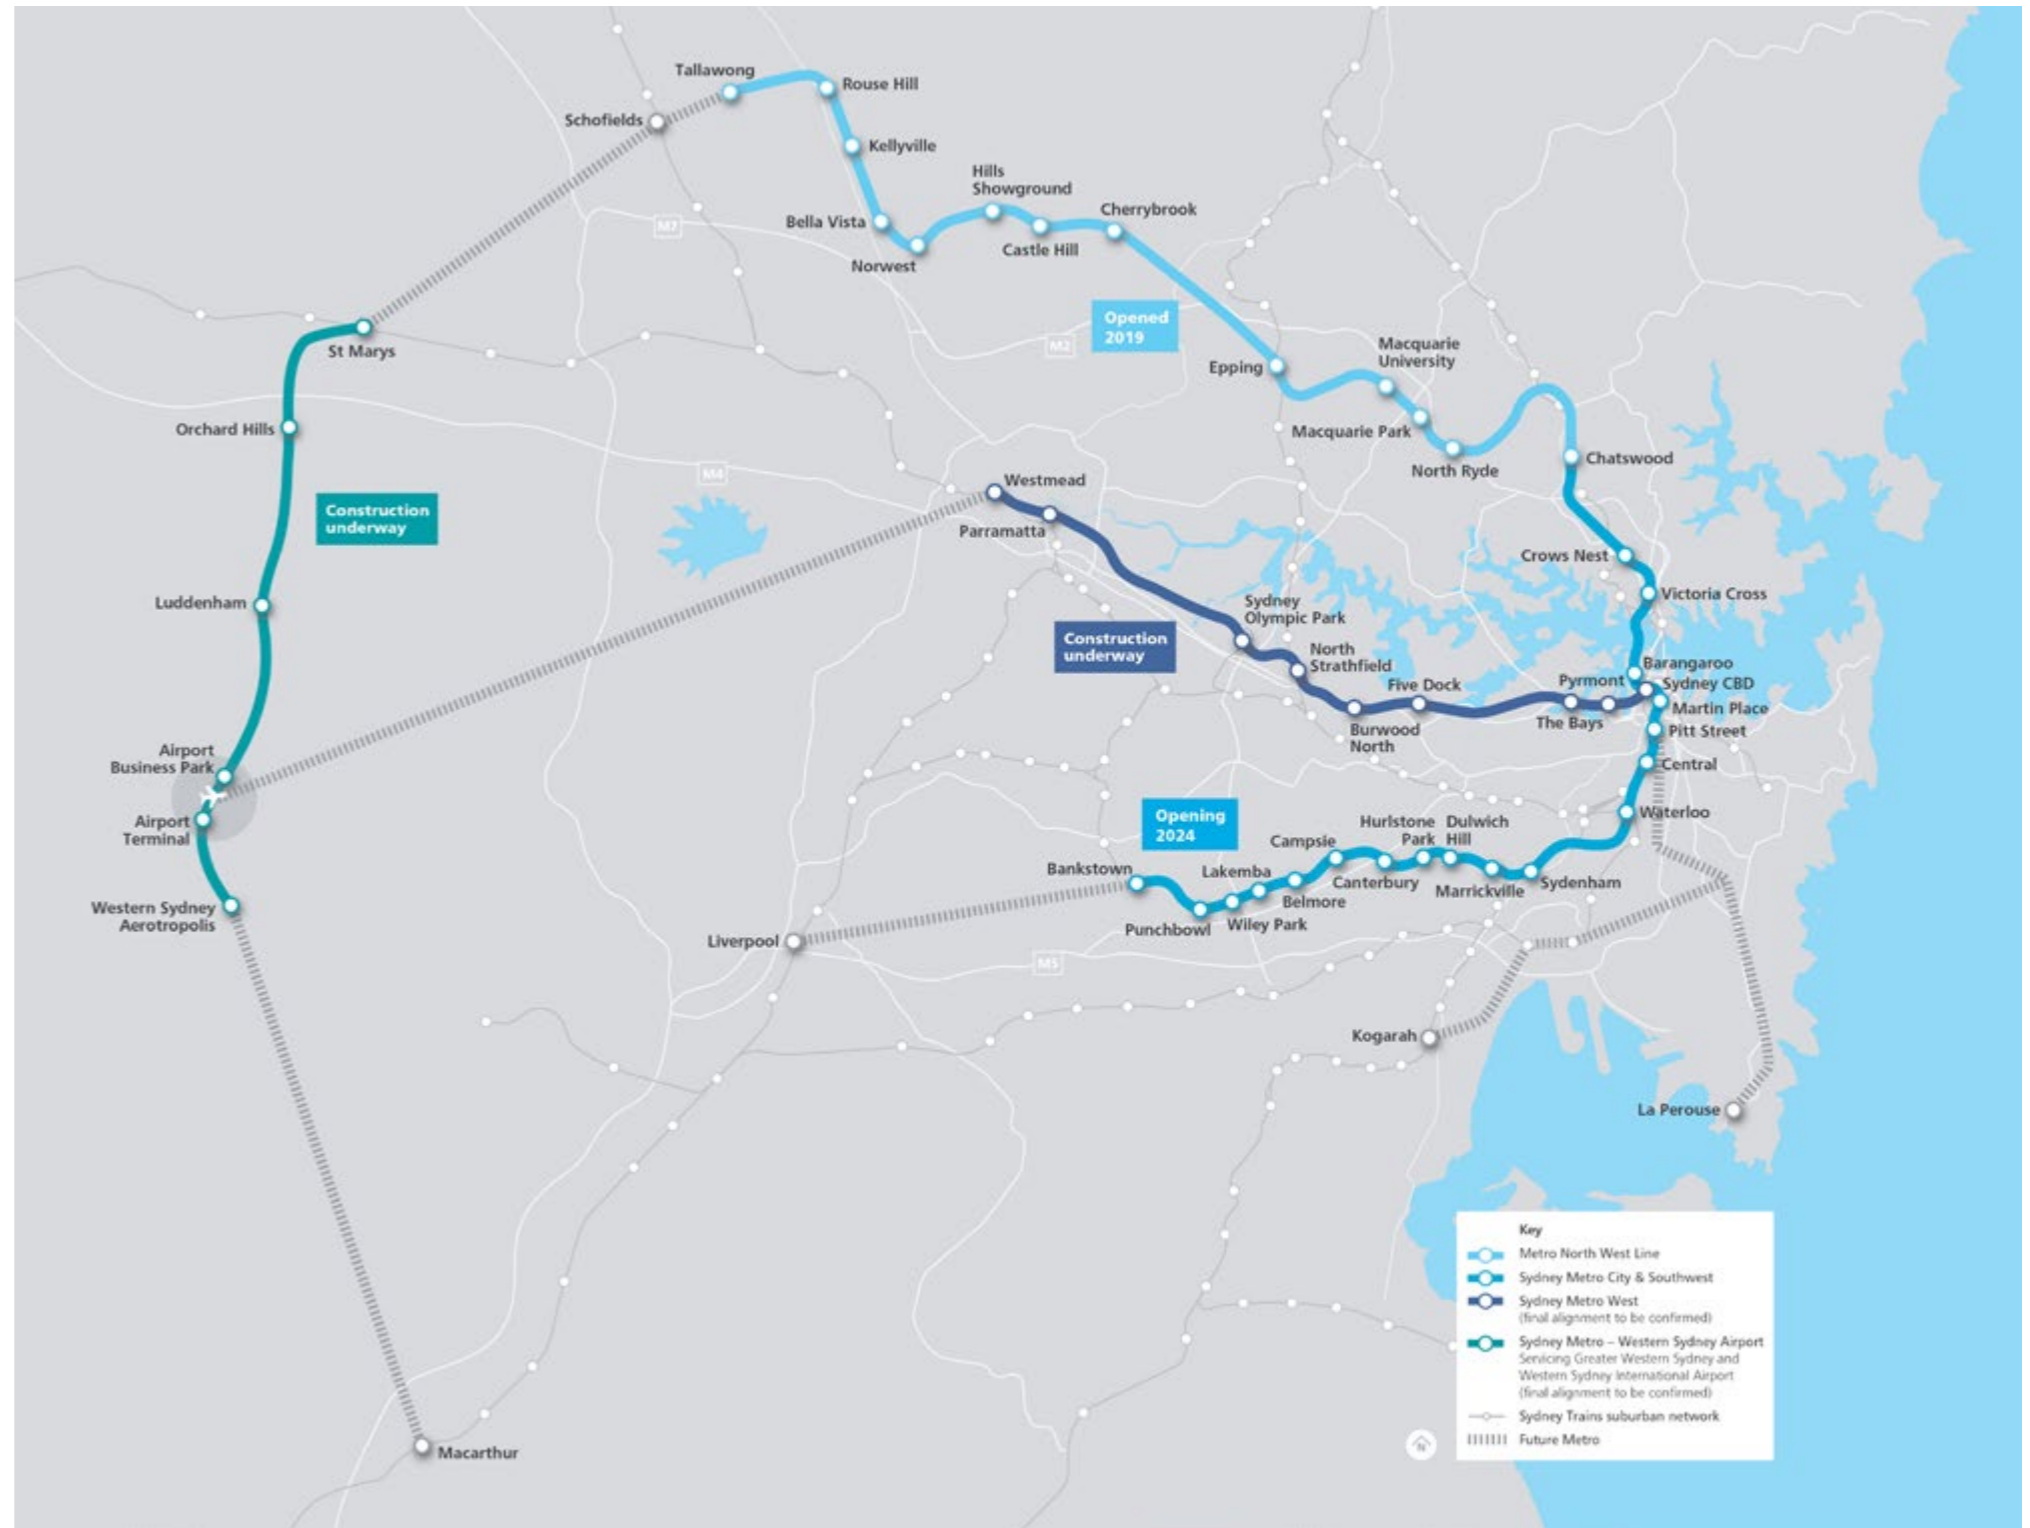 Tallawong
Rouse Hill
Schofields
Kellyville
Hills
Showground
Cherrybrook
Bella Vista
M7
Castle Hill
Norwest
Opened
2019
St Marys
M2
Macquarie
University
Epping
Orchard Hills
Macquarie Park
Chatswood
North Ryde
M4
Westmead
Construction
underway
Parramatta
Crows Nest
Luddenham
Victoria Cross
Sydney
Olympic Park
Construction
underway
North
Strathfield
Barangaroo
Pyrmont
Sydney CBD
Five Dock
Martin Place
The Bays
Pitt Street
Burwood
North
Airport
Business Park
Central
Airport
Terminal
Opening
2024
Waterloo
Hurlstone
Park
Dulwich
Hill
Campsie
Bankstown
Lakemba
Canterbury
Marrickville
Sydenham
Belmore
Western Sydney
Aerotropolis
Punchbowl
Wiley Park
Liverpool
M5
Kogarah
La Perouse
Macarthur
N
Key
Metro North West Line
Sydney Metro City & Southwest
Sydney Metro West
(final alignment to be confirmed)
Sydney Metro – Western Sydney Airport
Servicing Greater Western Sydney and
Western Sydney International Airport
(final alignment to be confirmed)
Sydney Trains suburban network
Future Metro